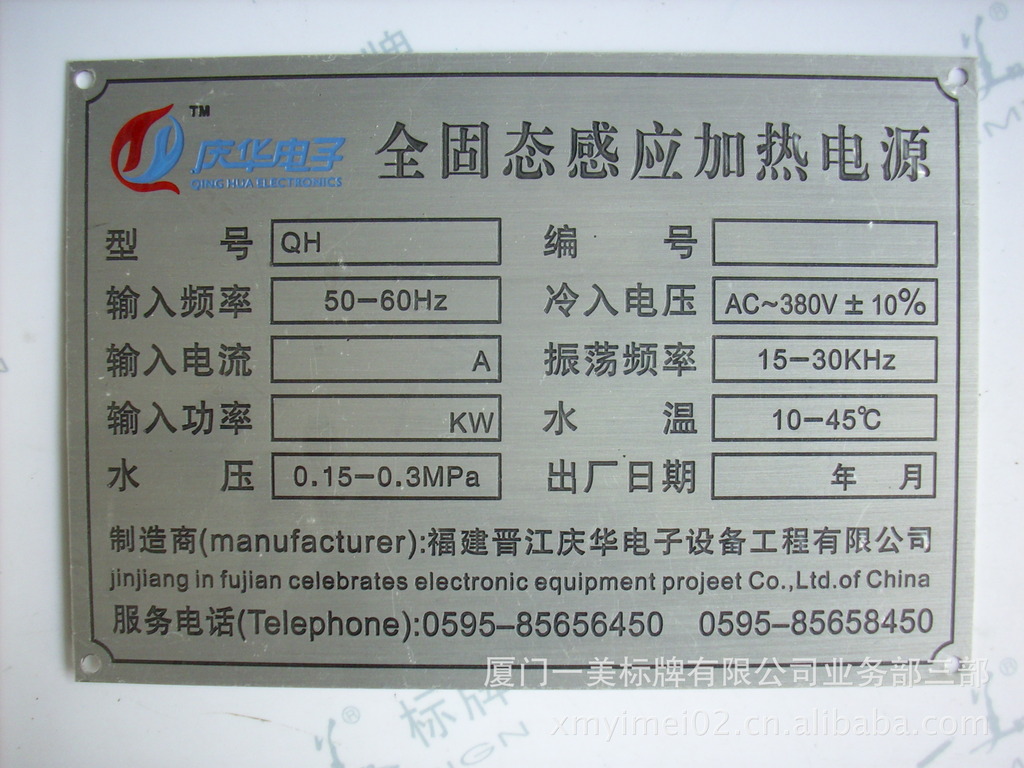 TM
庆华电子
QING HUA ELECTRONICS
全固态感应加热电源
型 号 QH 编 号
输入频率 50-60Hz 冷入电压 AC~380V±10%
输入电流 A 振荡频率 15-30KHz
输入功率 KW 水 温 10-45℃
水 压 0.15-0.3MPa 出厂日期 年 月
制造商(manufacturer):福建晋江庆华电子设备工程有限公司
jinjiang in fujian celebrates electronic equipment projeet Co.,Ltd.of China
服务电话(Telephone):0595-85656450 0595-85658450
厦门一美标牌有限公司业务部三部
xmyimei02.cn.alibaba.com
标牌